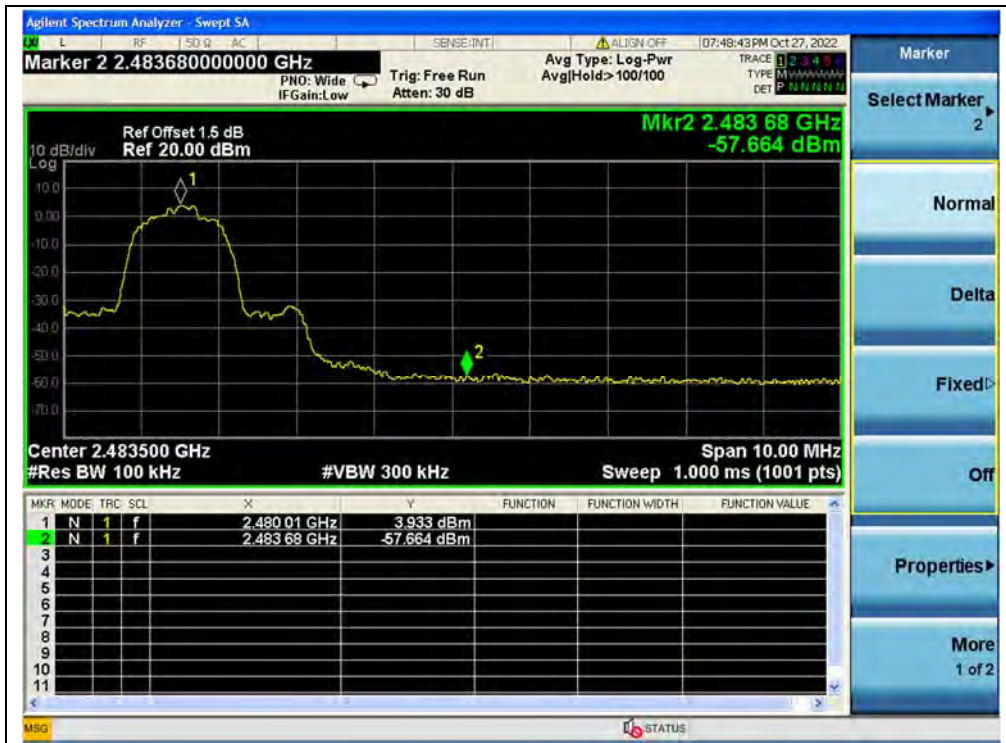 Agilent Spectrum Analyzer - Swept SA
LXI L RF 50 Ω AC SENSE:INT ALIGN OFF 07:48:43 PM Oct 27, 2022
Marker 2 2.483680000000 GHz
PNO: Wide
IFGain:Low
Trig: Free Run
Atten: 30 dB
Avg Type: Log-Pwr
Avg|Hold:> 100/100
TRACE 1 2 3 4 5 6
TYPE M
DET P N N N N N
Ref Offset 1.5 dB
Ref 20.00 dBm
10 dB/div
Log
Mkr2 2.483 68 GHz
-57.664 dBm
10.0
0.00
-10.0
-20.0
-30.0
-40.0
-50.0
-60.0
-70.0
1
2
Center 2.483500 GHz Span 10.00 MHz
#Res BW 100 kHz #VBW 300 kHz Sweep 1.000 ms (1001 pts)
MKR MODE TRC SCL X Y FUNCTION FUNCTION WIDTH FUNCTION VALUE
1 N 1 f 2.480 01 GHz 3.933 dBm
2 N 1 f 2.483 68 GHz -57.664 dBm
3
4
5
6
7
8
9
10
11
MSG STATUS
Marker
Select Marker
2
Normal
Delta
Fixed
Off
Properties
More
1 of 2